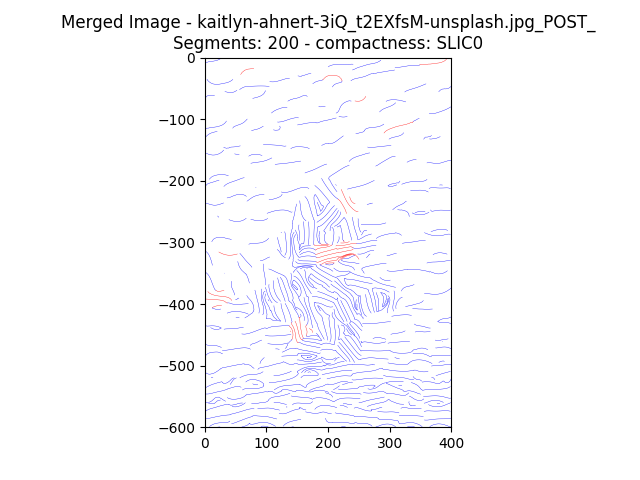 Merged Image - kaitlyn-ahnert-3iQ_t2EXfsM-unsplash.jpg_POST_
Segments: 200 - compactness: SLIC0
0
−100
−200
−300
−400
−500
−600
0 100 200 300 400